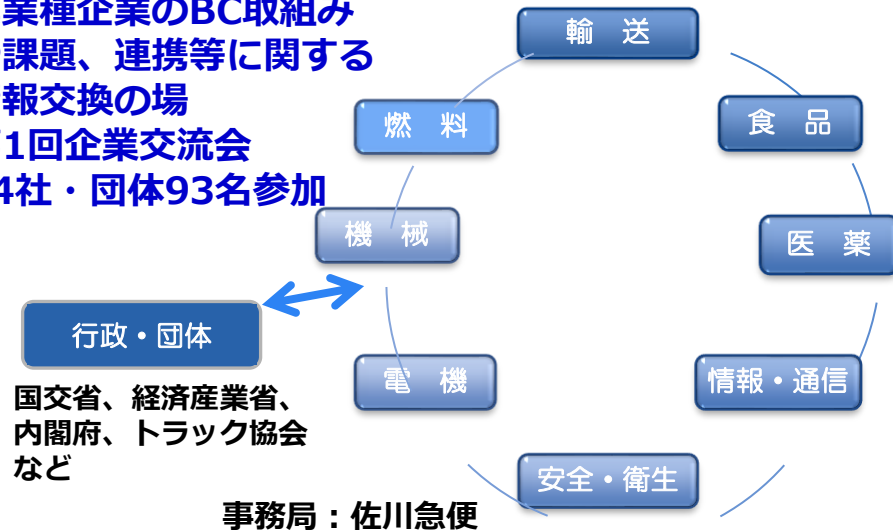 業種企業のBC取組み
課題、連携等に関する
報交換の場
1回企業交流会
4社・団体93名参加
輸 送
燃 料
食 品
機 械
医 薬
行政・団体
電 機
情報・通信
国交省、経済産業省、
内閣府、トラック協会
など
安全・衛生
事務局：佐川急便